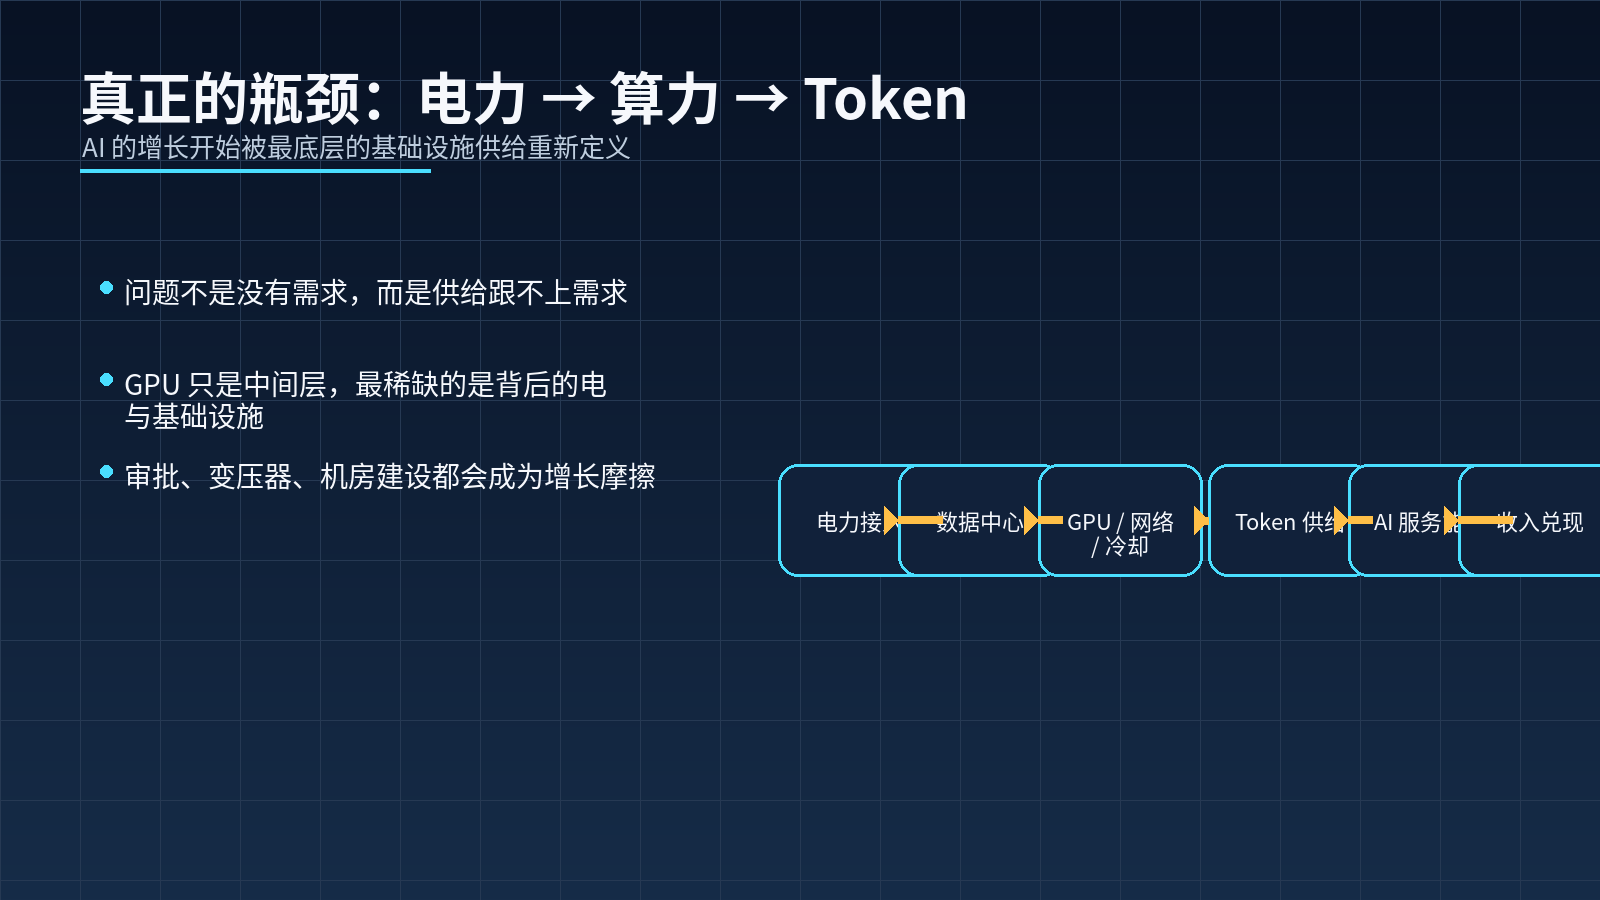 真正的瓶颈：电力 → 算力 → Token
AI 的增长开始被最底层的基础设施供给重新定义
问题不是没有需求，而是供给跟不上需求
GPU 只是中间层，最稀缺的是背后的电
与基础设施
审批、变压器、机房建设都会成为增长摩擦
电力接
数据中心
GPU / 网络
/ 冷却
Token 供给
AI 服务
收入兑现